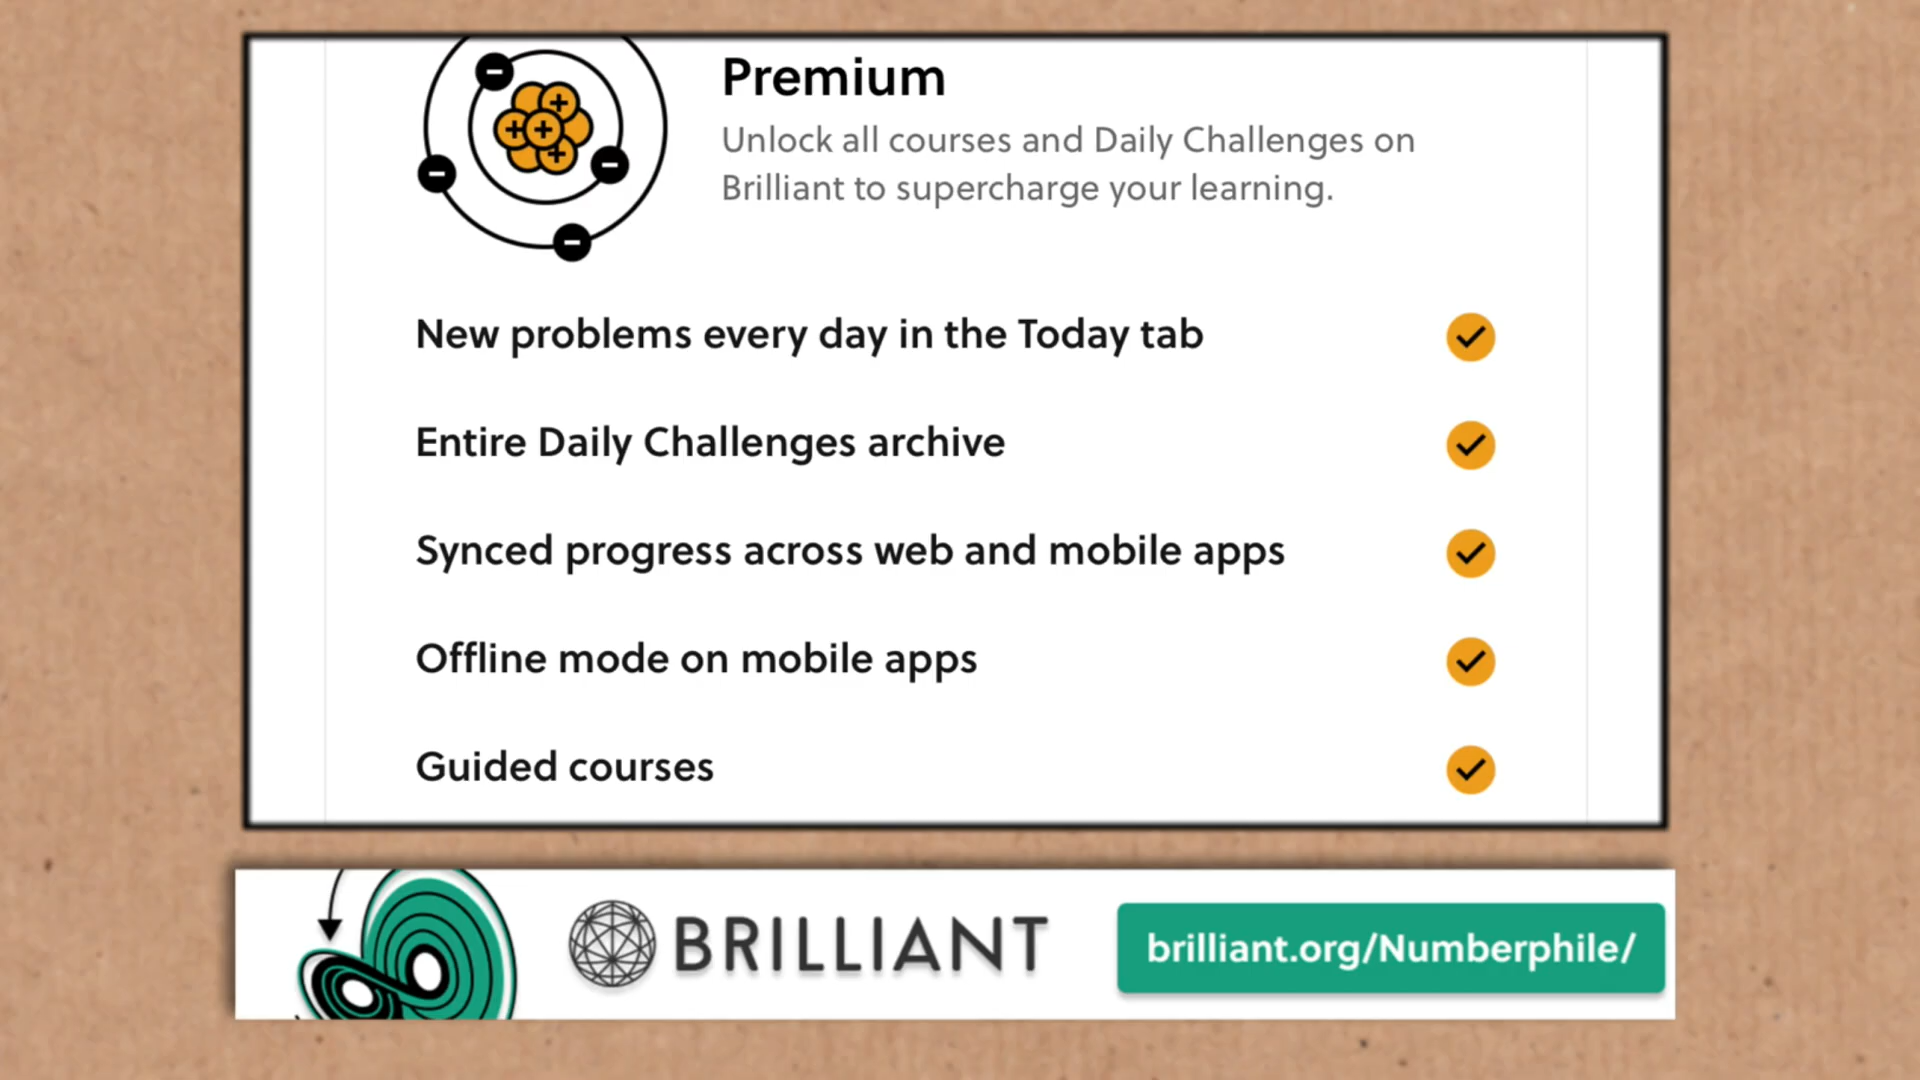 Premium
Unlock all courses and Daily Challenges on
Brilliant to supercharge your learning.
New problems every day in the Today tab
Entire Daily Challenges archive
Synced progress across web and mobile apps
Offline mode on mobile apps
Guided courses
BRILLIANT
brilliant.org/Numberphile/